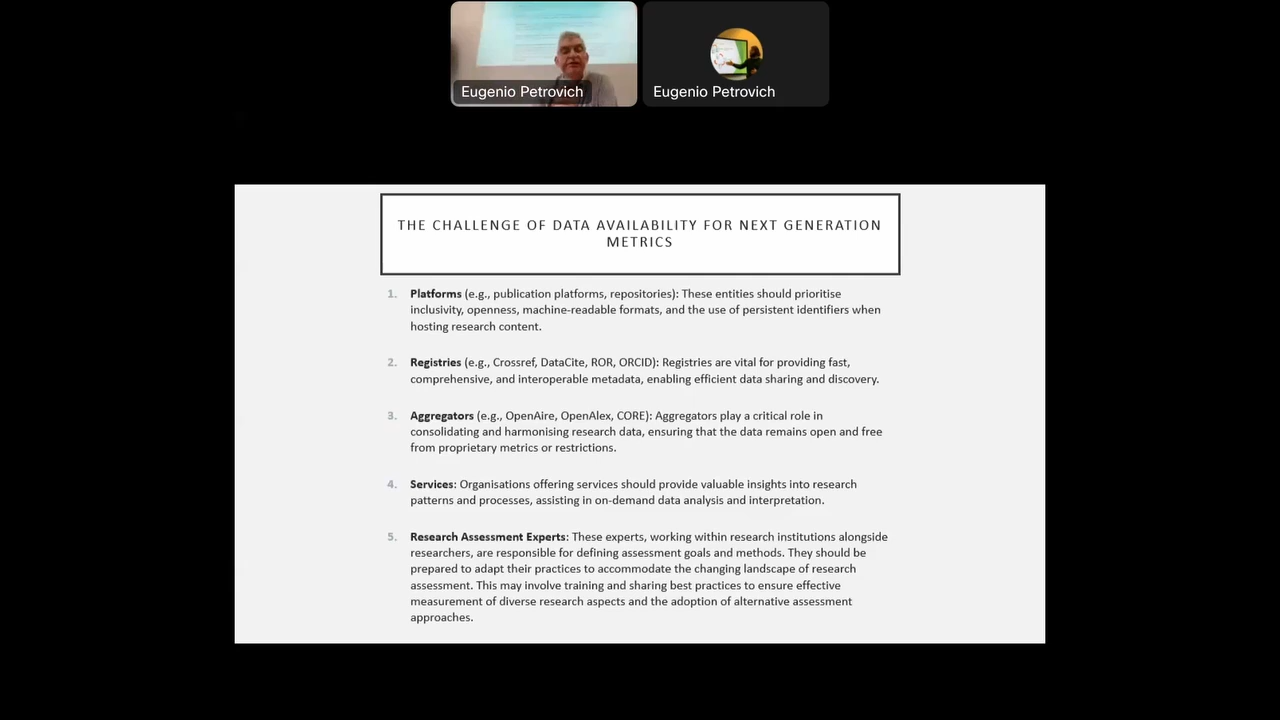 Eugenio Petrovich
Eugenio Petrovich
THE CHALLENGE OF DATA AVAILABILITY FOR NEXT GENERATION
METRICS
1. Platforms (e.g., publication platforms, repositories): These entities should prioritise
inclusivity, openness, machine-readable formats, and the use of persistent identifiers when
hosting research content.
2. Registries (e.g., Crossref, DataCite, ROR, ORCID): Registries are vital for providing fast,
comprehensive, and interoperable metadata, enabling efficient data sharing and discovery.
3. Aggregators (e.g., OpenAire, OpenAlex, CORE): Aggregators play a critical role in
consolidating and harmonising research data, ensuring that the data remains open and free
from proprietary metrics or restrictions.
4. Services: Organisations offering services should provide valuable insights into research
patterns and processes, assisting in on-demand data analysis and interpretation.
5. Research Assessment Experts: These experts, working within research institutions alongside
researchers, are responsible for defining assessment goals and methods. They should be
prepared to adapt their practices to accommodate the changing landscape of research
assessment. This may involve training and sharing best practices to ensure effective
measurement of diverse research aspects and the adoption of alternative assessment
approaches.